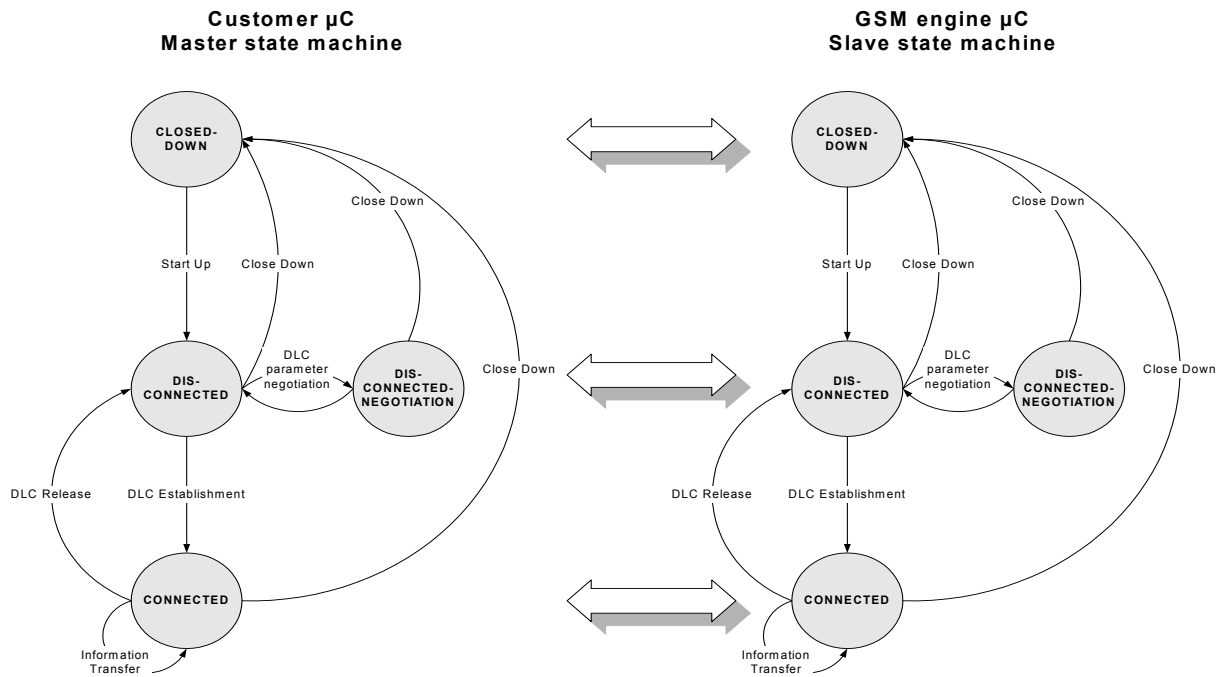 Customer µC
Master state machine
GSM engine µC
Slave state machine
CLOSED-
DOWN
Close Down
Start Up
Close Down
DLC
parameter
negotiation
Close Down
DIS-
CONNECTED
DIS-
CONNECTED-
NEGOTIATION
DLC Release
DLC Establishment
CONNECTED
Information
Transfer
CLOSED-
DOWN
Close Down
Start Up
Close Down
DLC
parameter
negotiation
Close Down
DIS-
CONNECTED
DIS-
CONNECTED-
NEGOTIATION
DLC Release
DLC Establishment
CONNECTED
Information
Transfer